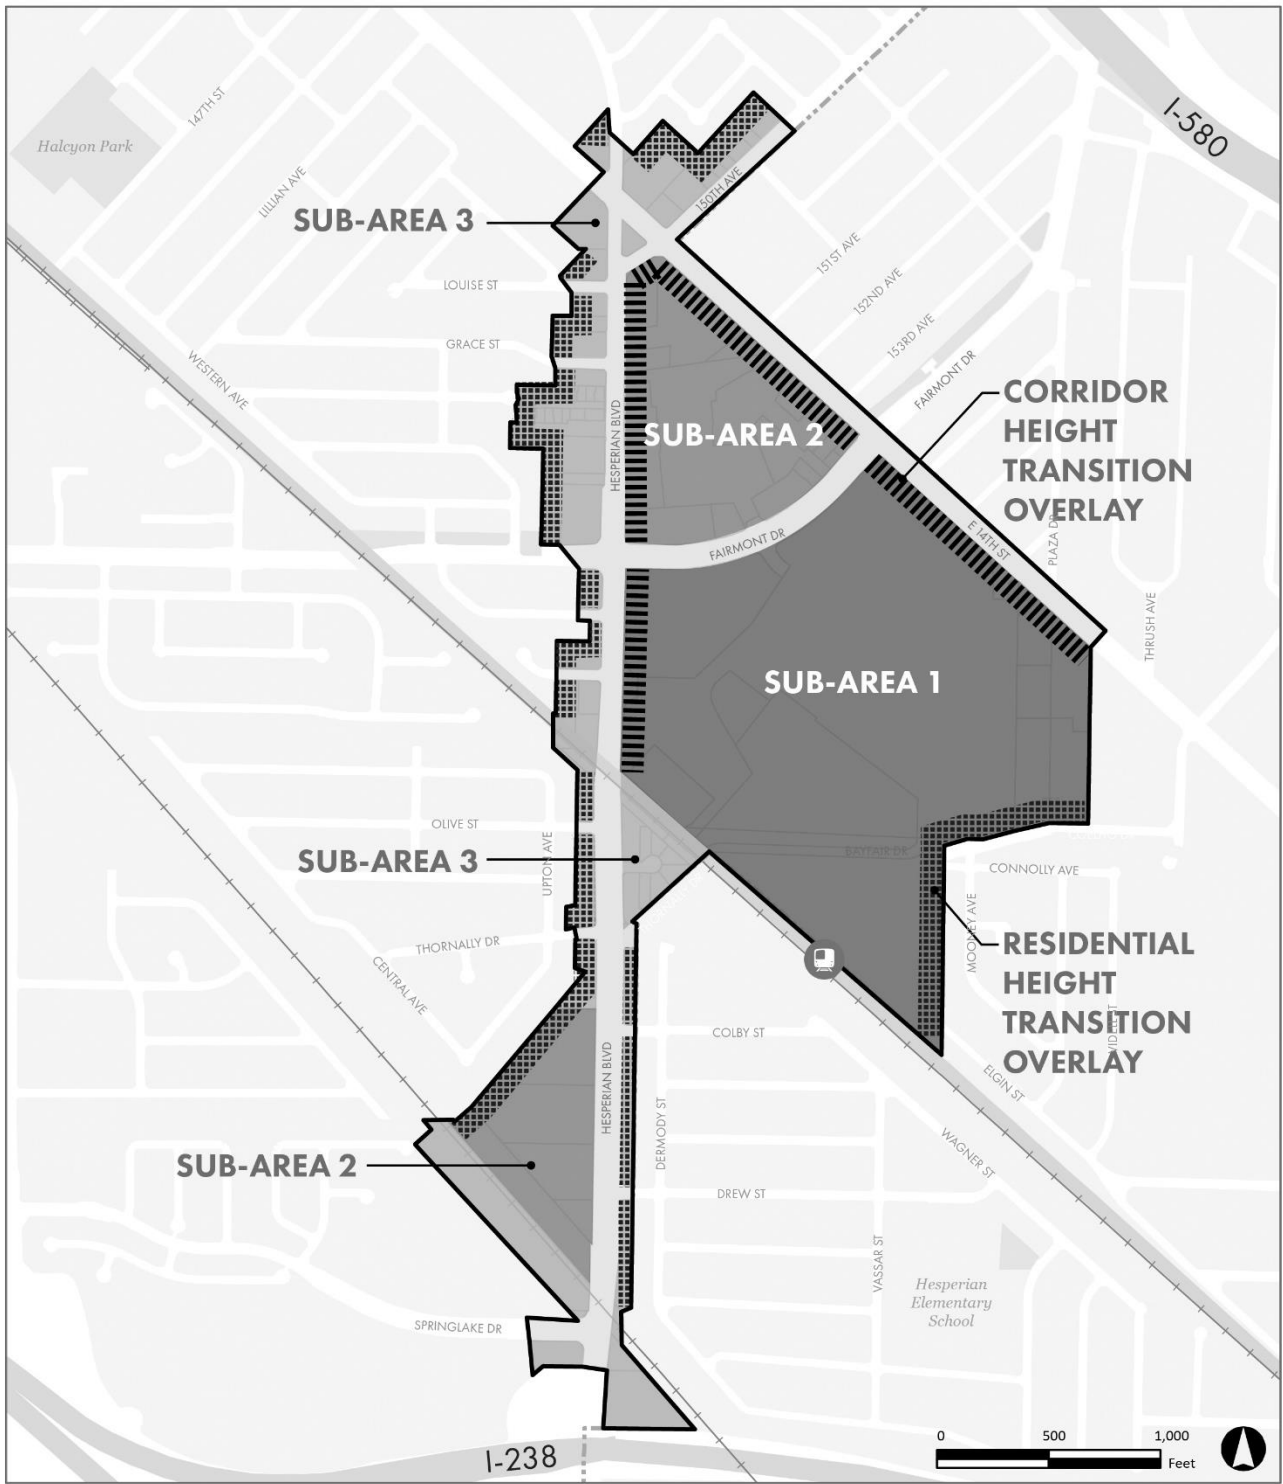 I-580
147TH ST
Halcyon Park
LILLIAN AVE
150TH AVE
SUB-AREA 3
151ST AVE
LOUISE ST
152ND AVE
GRACE ST
153RD AVE
WESTERN AVE
FAIRMONT DR
CORRIDOR
HEIGHT
TRANSITION
OVERLAY
HESPERIAN BLVD
SUB-AREA 2
E 14TH ST
PLAZA DR
FAIRMONT DR
THRUSH AVE
SUB-AREA 1
OLIVE ST
UPTON AVE
BAYFAIR DR
SUB-AREA 3
CONNOLLY AVE
MOONEY AVE
THORNALLY DR
RESIDENTIAL
HEIGHT
TRANSITION
OVERLAY
CENTRAL AVE
COLBY ST
HESPERIAN BLVD
ELGIN ST
DERMODY ST
WAGNER ST
SUB-AREA 2
DREW ST
VASSAR ST
Hesperian
Elementary
School
SPRINGLAKE DR
0 500 1,000
Feet
I-238